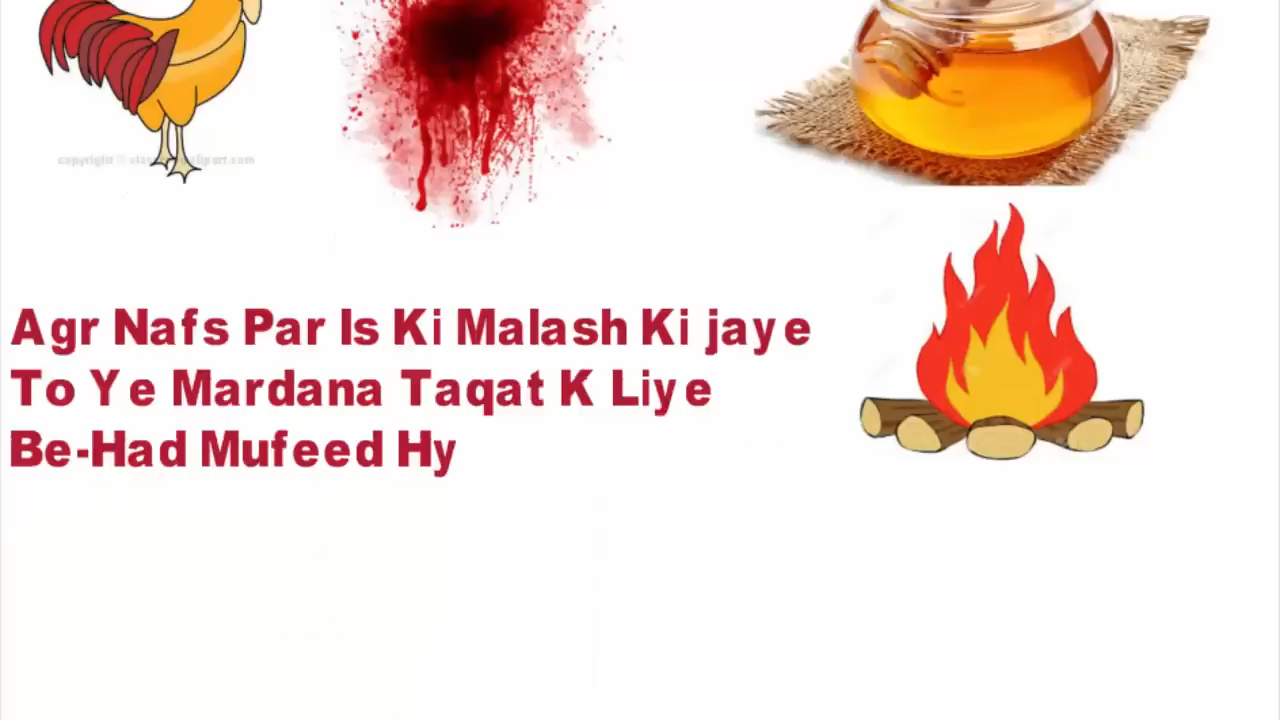 Agr Nafs Par Is Ki Malash Ki jaye
To Ye Mardana Taqat K Liye
Be-Had Mufeed Hy